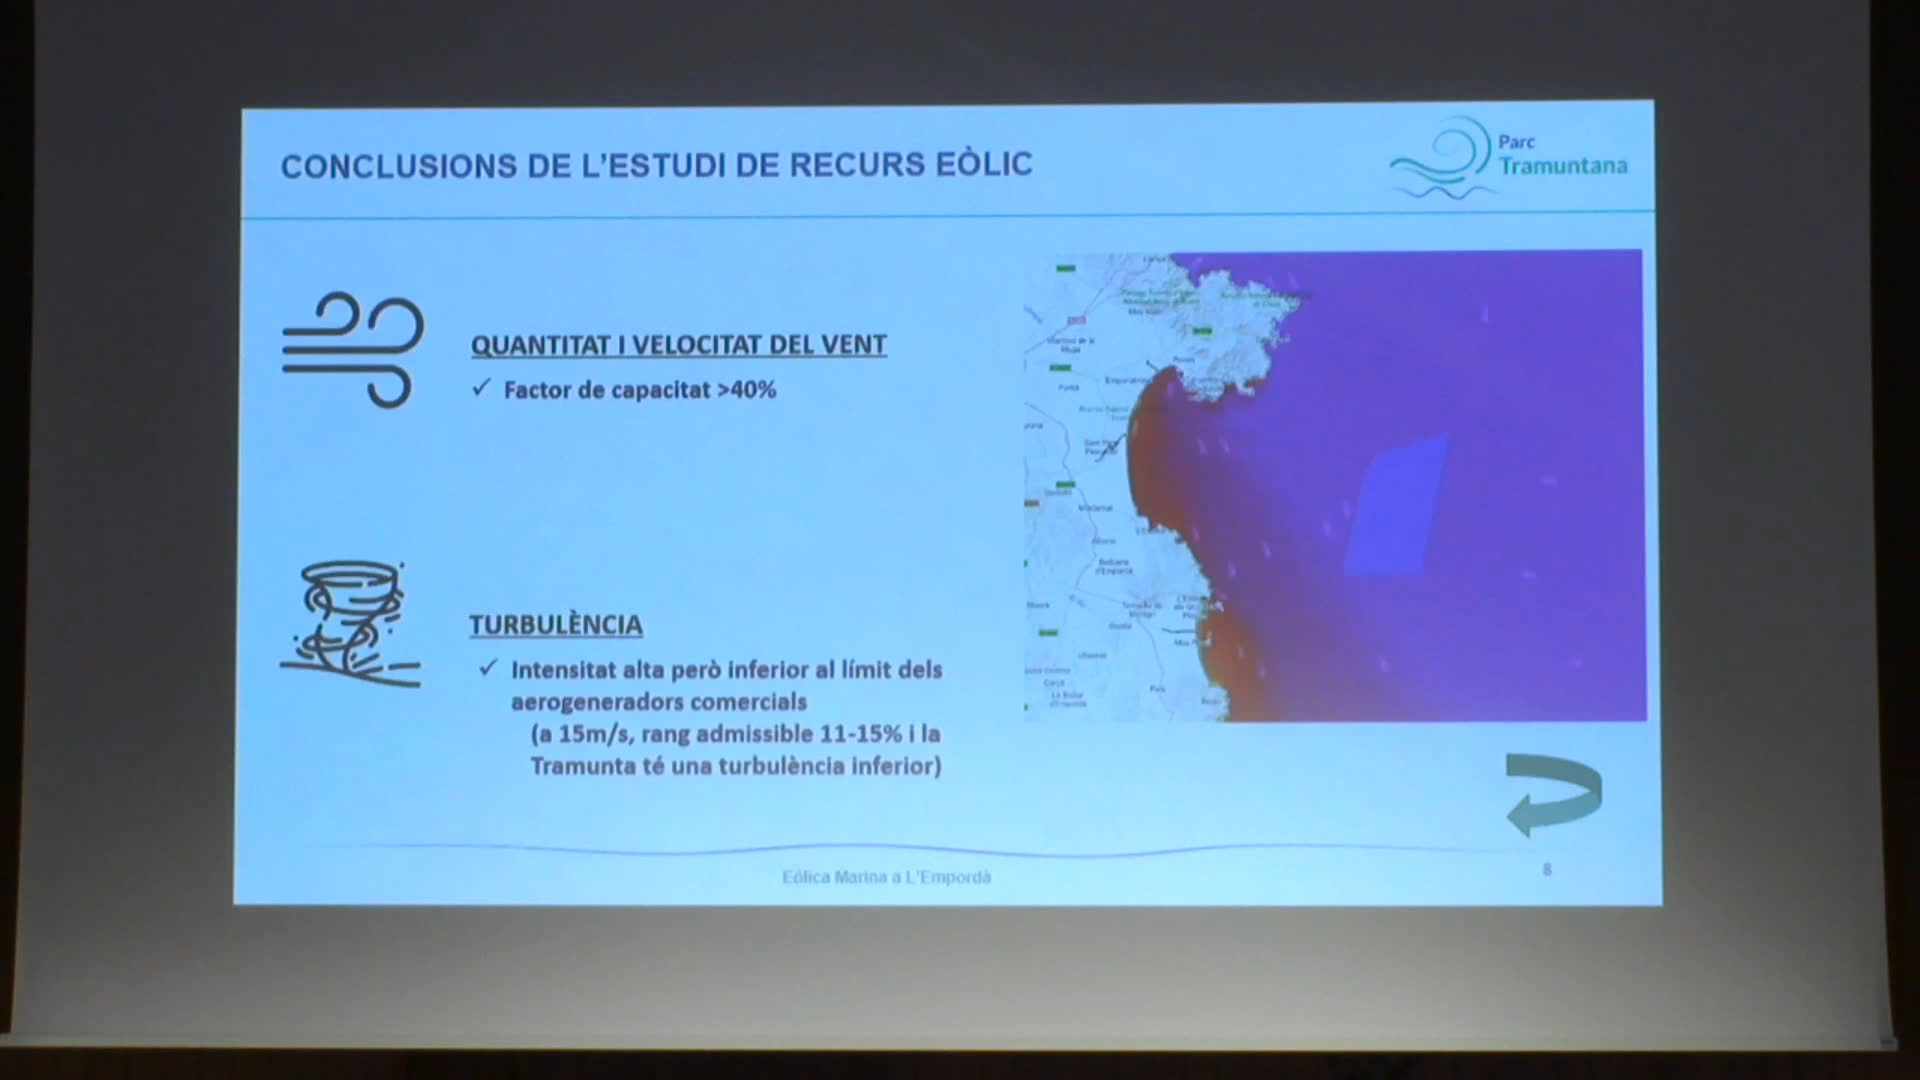 CONCLUSIONS DE L'ESTUDI DE RECURS EÒLIC
Parc
Tramuntana
QUANTITAT I VELOCITAT DEL VENT
✓ Factor de capacitat >40%
TURBULÈNCIA
✓ Intensitat alta però inferior al límit dels
aerogeneradors comercials
(a 15m/s, rang admissible 11-15% i la
Tramunta té una turbulència inferior)
Eòlica Marina a L'Empordà
8